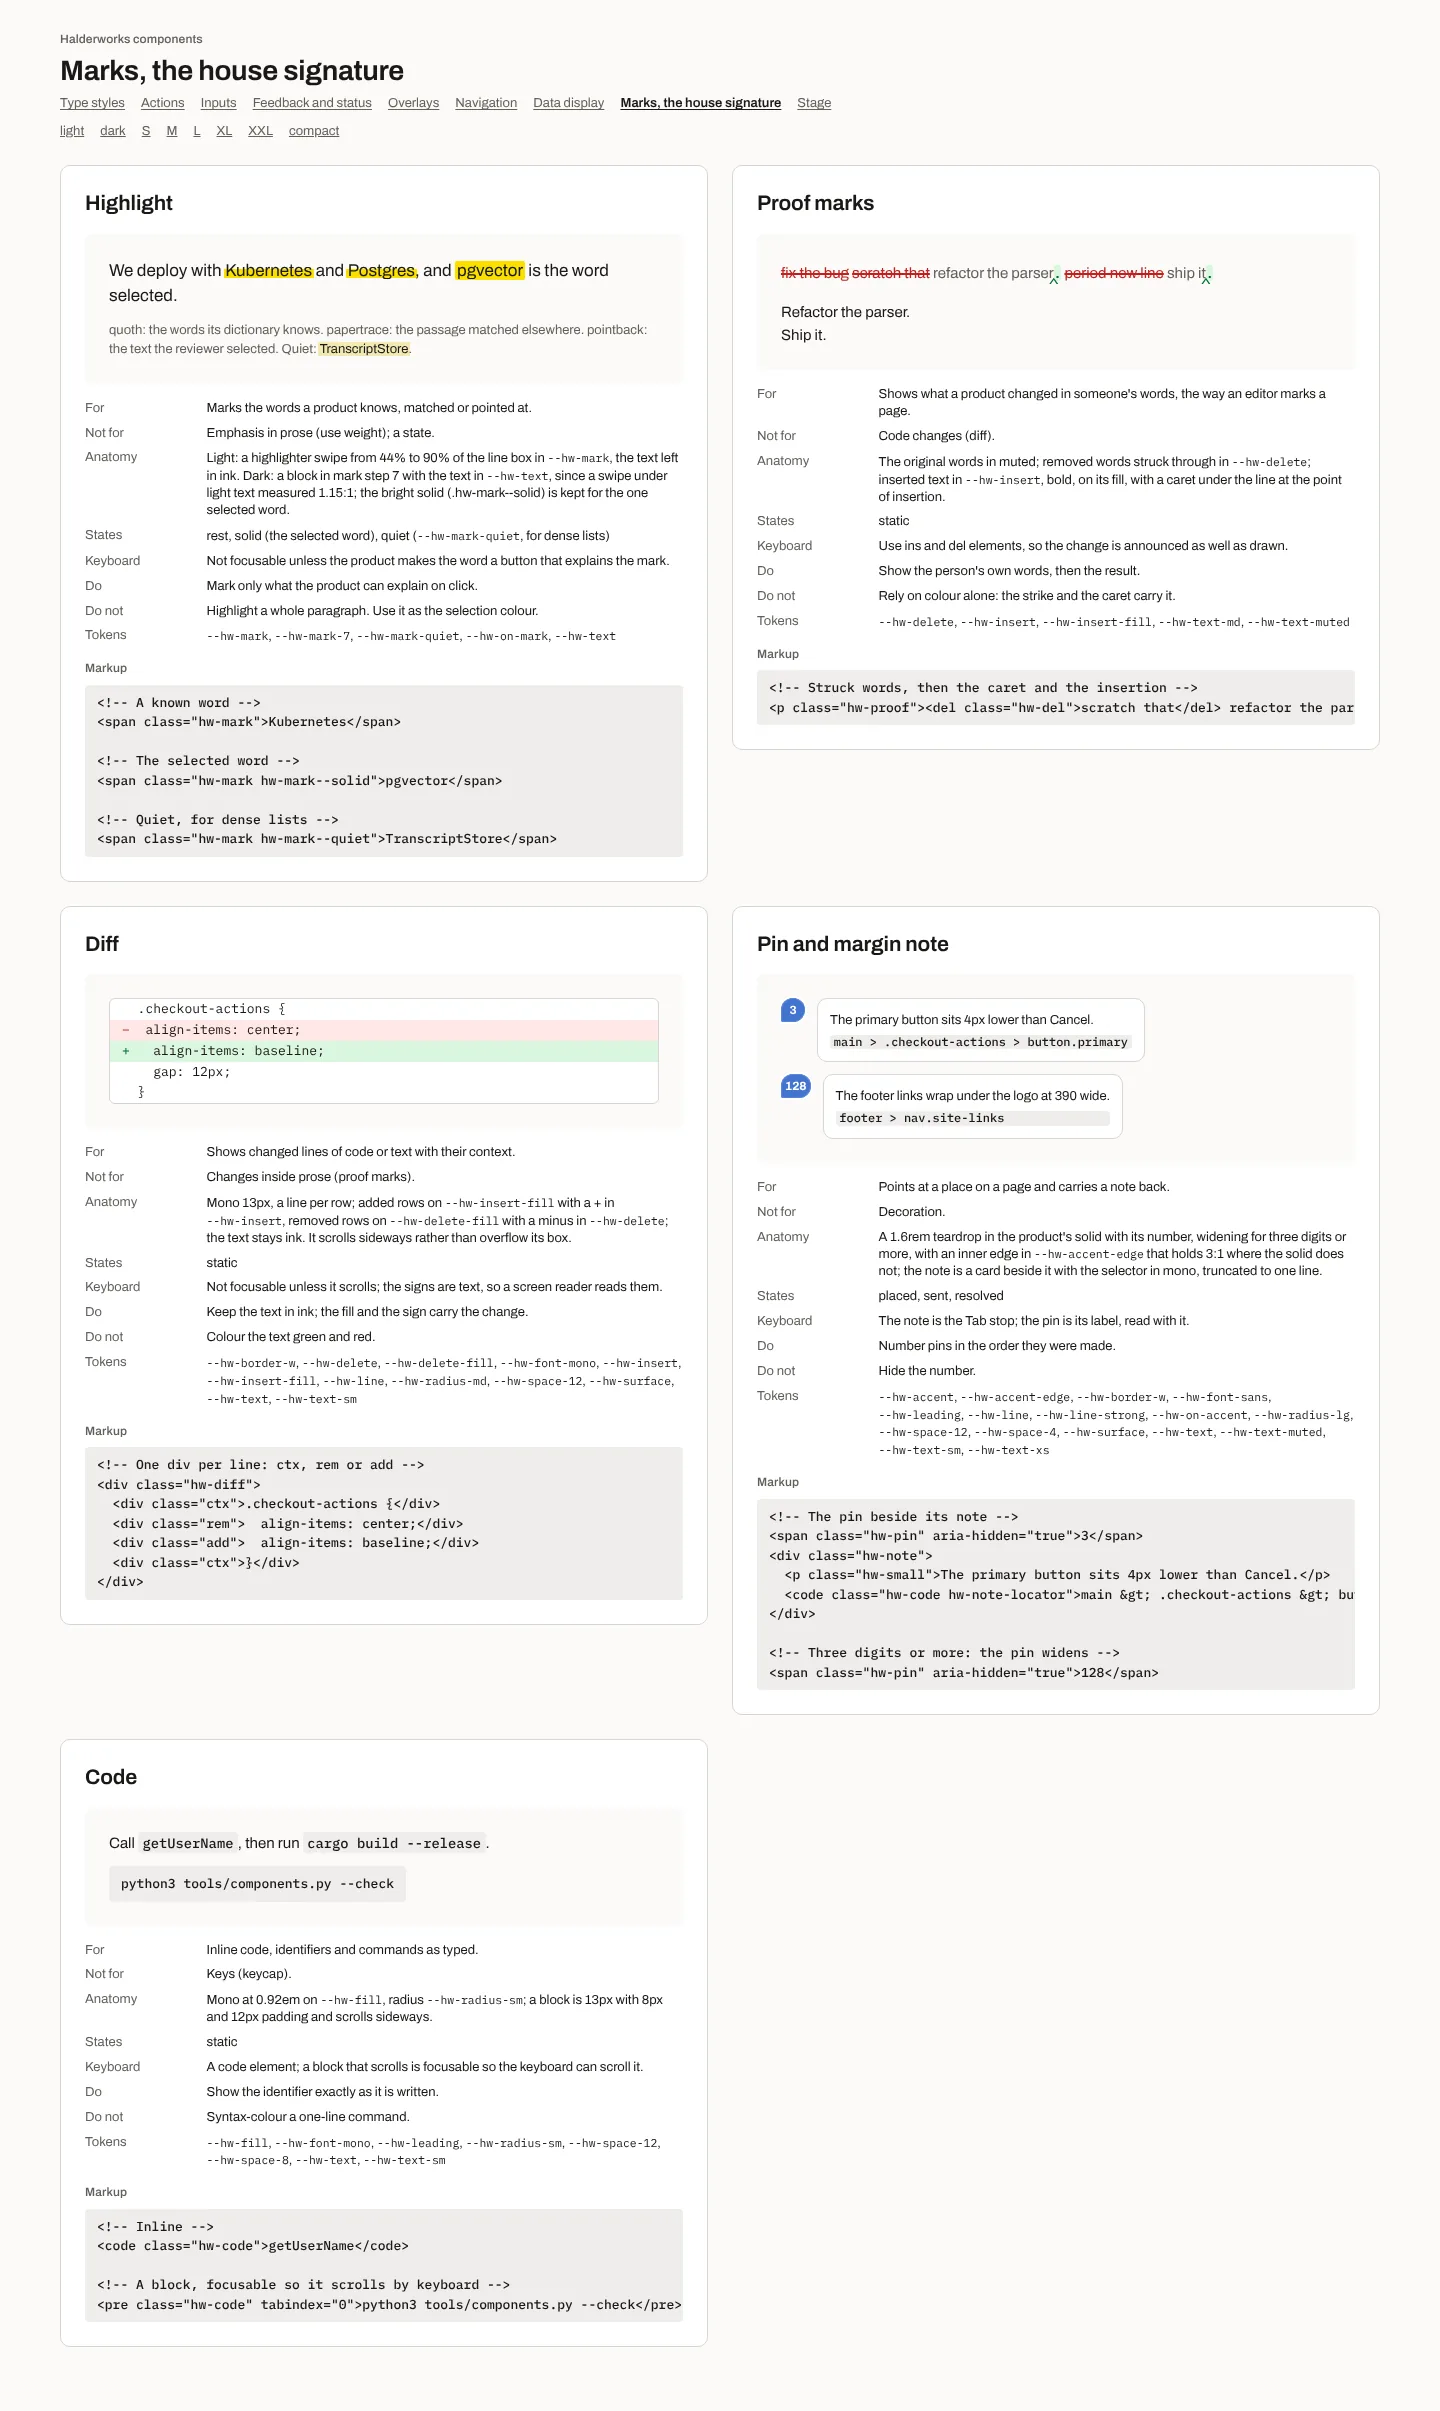 Halderworks components
Marks, the house signature
Type styles Actions Inputs Feedback and status Overlays Navigation Data display Marks, the house signature Stage
light dark S M L XL XXL compact
Highlight
We deploy with Kubernetes and Postgres, and pgvector is the word
selected.
quoth: the words its dictionary knows. papertrace: the passage matched elsewhere. pointback:
the text the reviewer selected. Quiet: TranscriptStore.
For Marks the words a product knows, matched or pointed at.
Not for Emphasis in prose (use weight); a state.
Anatomy Light: a highlighter swipe from 44% to 90% of the line box in --hw-mark, the text left
in ink. Dark: a block in mark step 7 with the text in --hw-text, since a swipe under
light text measured 1.15:1; the bright solid (.hw-mark--solid) is kept for the one
selected word.
States rest, solid (the selected word), quiet (--hw-mark-quiet, for dense lists)
Keyboard Not focusable unless the product makes the word a button that explains the mark.
Do Mark only what the product can explain on click.
Do not Highlight a whole paragraph. Use it as the selection colour.
Tokens --hw-mark, --hw-mark-7, --hw-mark-quiet, --hw-on-mark, --hw-text
Markup
<!-- A known word -->
<span class="hw-mark">Kubernetes</span>
<!-- The selected word -->
<span class="hw-mark hw-mark--solid">pgvector</span>
<!-- Quiet, for dense lists -->
<span class="hw-mark hw-mark--quiet">TranscriptStore</span>
Proof marks
fix the bug scratch that refactor the parser. period new line ship it.
Refactor the parser.
Ship it.
For Shows what a product changed in someone's words, the way an editor marks a
page.
Not for Code changes (diff).
Anatomy The original words in muted; removed words struck through in --hw-delete;
inserted text in --hw-insert, bold, on its fill, with a caret under the line at the point
of insertion.
States static
Keyboard Use ins and del elements, so the change is announced as well as drawn.
Do Show the person's own words, then the result.
Do not Rely on colour alone: the strike and the caret carry it.
Tokens --hw-delete, --hw-insert, --hw-insert-fill, --hw-text-md, --hw-text-muted
Markup
<!-- Struck words, then the caret and the insertion -->
<p class="hw-proof"><del class="hw-del">scratch that</del> refactor the par
Diff
.checkout-actions {
− align-items: center;
+ align-items: baseline;
gap: 12px;
}
For Shows changed lines of code or text with their context.
Not for Changes inside prose (proof marks).
Anatomy Mono 13px, a line per row; added rows on --hw-insert-fill with a + in
--hw-insert, removed rows on --hw-delete-fill with a minus in --hw-delete;
the text stays ink. It scrolls sideways rather than overflow its box.
States static
Keyboard Not focusable unless it scrolls; the signs are text, so a screen reader reads them.
Do Keep the text in ink; the fill and the sign carry the change.
Do not Colour the text green and red.
Tokens --hw-border-w, --hw-delete, --hw-delete-fill, --hw-font-mono, --hw-insert,
--hw-insert-fill, --hw-line, --hw-radius-md, --hw-space-12, --hw-surface,
--hw-text, --hw-text-sm
Markup
<!-- One div per line: ctx, rem or add -->
<div class="hw-diff">
<div class="ctx">.checkout-actions {</div>
<div class="rem">  align-items: center;</div>
<div class="add">  align-items: baseline;</div>
<div class="ctx">}</div>
</div>
Pin and margin note
3 The primary button sits 4px lower than Cancel.
main > .checkout-actions > button.primary
128 The footer links wrap under the logo at 390 wide.
footer > nav.site-links
For Points at a place on a page and carries a note back.
Not for Decoration.
Anatomy A 1.6rem teardrop in the product's solid with its number, widening for three digits or
more, with an inner edge in --hw-accent-edge that holds 3:1 where the solid does
not; the note is a card beside it with the selector in mono, truncated to one line.
States placed, sent, resolved
Keyboard The note is the Tab stop; the pin is its label, read with it.
Do Number pins in the order they were made.
Do not Hide the number.
Tokens --hw-accent, --hw-accent-edge, --hw-border-w, --hw-font-sans,
--hw-leading, --hw-line, --hw-line-strong, --hw-on-accent, --hw-radius-lg,
--hw-space-12, --hw-space-4, --hw-surface, --hw-text, --hw-text-muted,
--hw-text-sm, --hw-text-xs
Markup
<!-- The pin beside its note -->
<span class="hw-pin" aria-hidden="true">3</span>
<div class="hw-note">
<p class="hw-small">The primary button sits 4px lower than Cancel.</p>
<code class="hw-code hw-note-locator">main &gt; .checkout-actions &gt; bu
</div>
<!-- Three digits or more: the pin widens -->
<span class="hw-pin" aria-hidden="true">128</span>
Code
Call getUserName, then run cargo build --release.
python3 tools/components.py --check
For Inline code, identifiers and commands as typed.
Not for Keys (keycap).
Anatomy Mono at 0.92em on --hw-fill, radius --hw-radius-sm; a block is 13px with 8px
and 12px padding and scrolls sideways.
States static
Keyboard A code element; a block that scrolls is focusable so the keyboard can scroll it.
Do Show the identifier exactly as it is written.
Do not Syntax-colour a one-line command.
Tokens --hw-fill, --hw-font-mono, --hw-leading, --hw-radius-sm, --hw-space-12,
--hw-space-8, --hw-text, --hw-text-sm
Markup
<!-- Inline -->
<code class="hw-code">getUserName</code>
<!-- A block, focusable so it scrolls by keyboard -->
<pre class="hw-code" tabindex="0">python3 tools/components.py --check</pre>